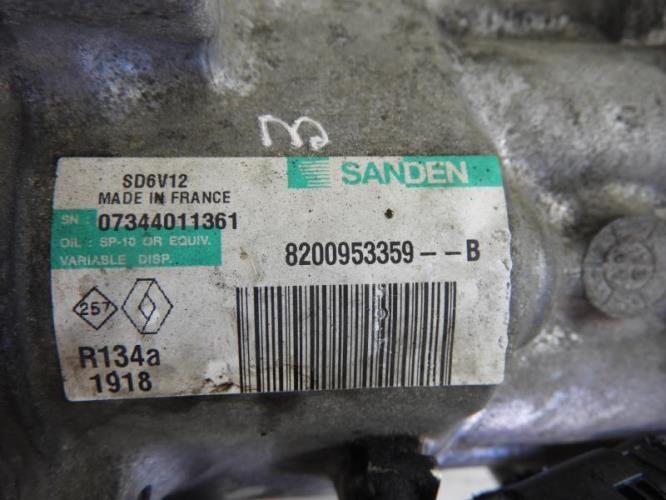 SD6V12
MADE IN FRANCE
SANDEN
SN: 07344011361
OIL: SP-10 OR EQUIV.
VARIABLE DISP.
8200953359--B
257
R134a
1918